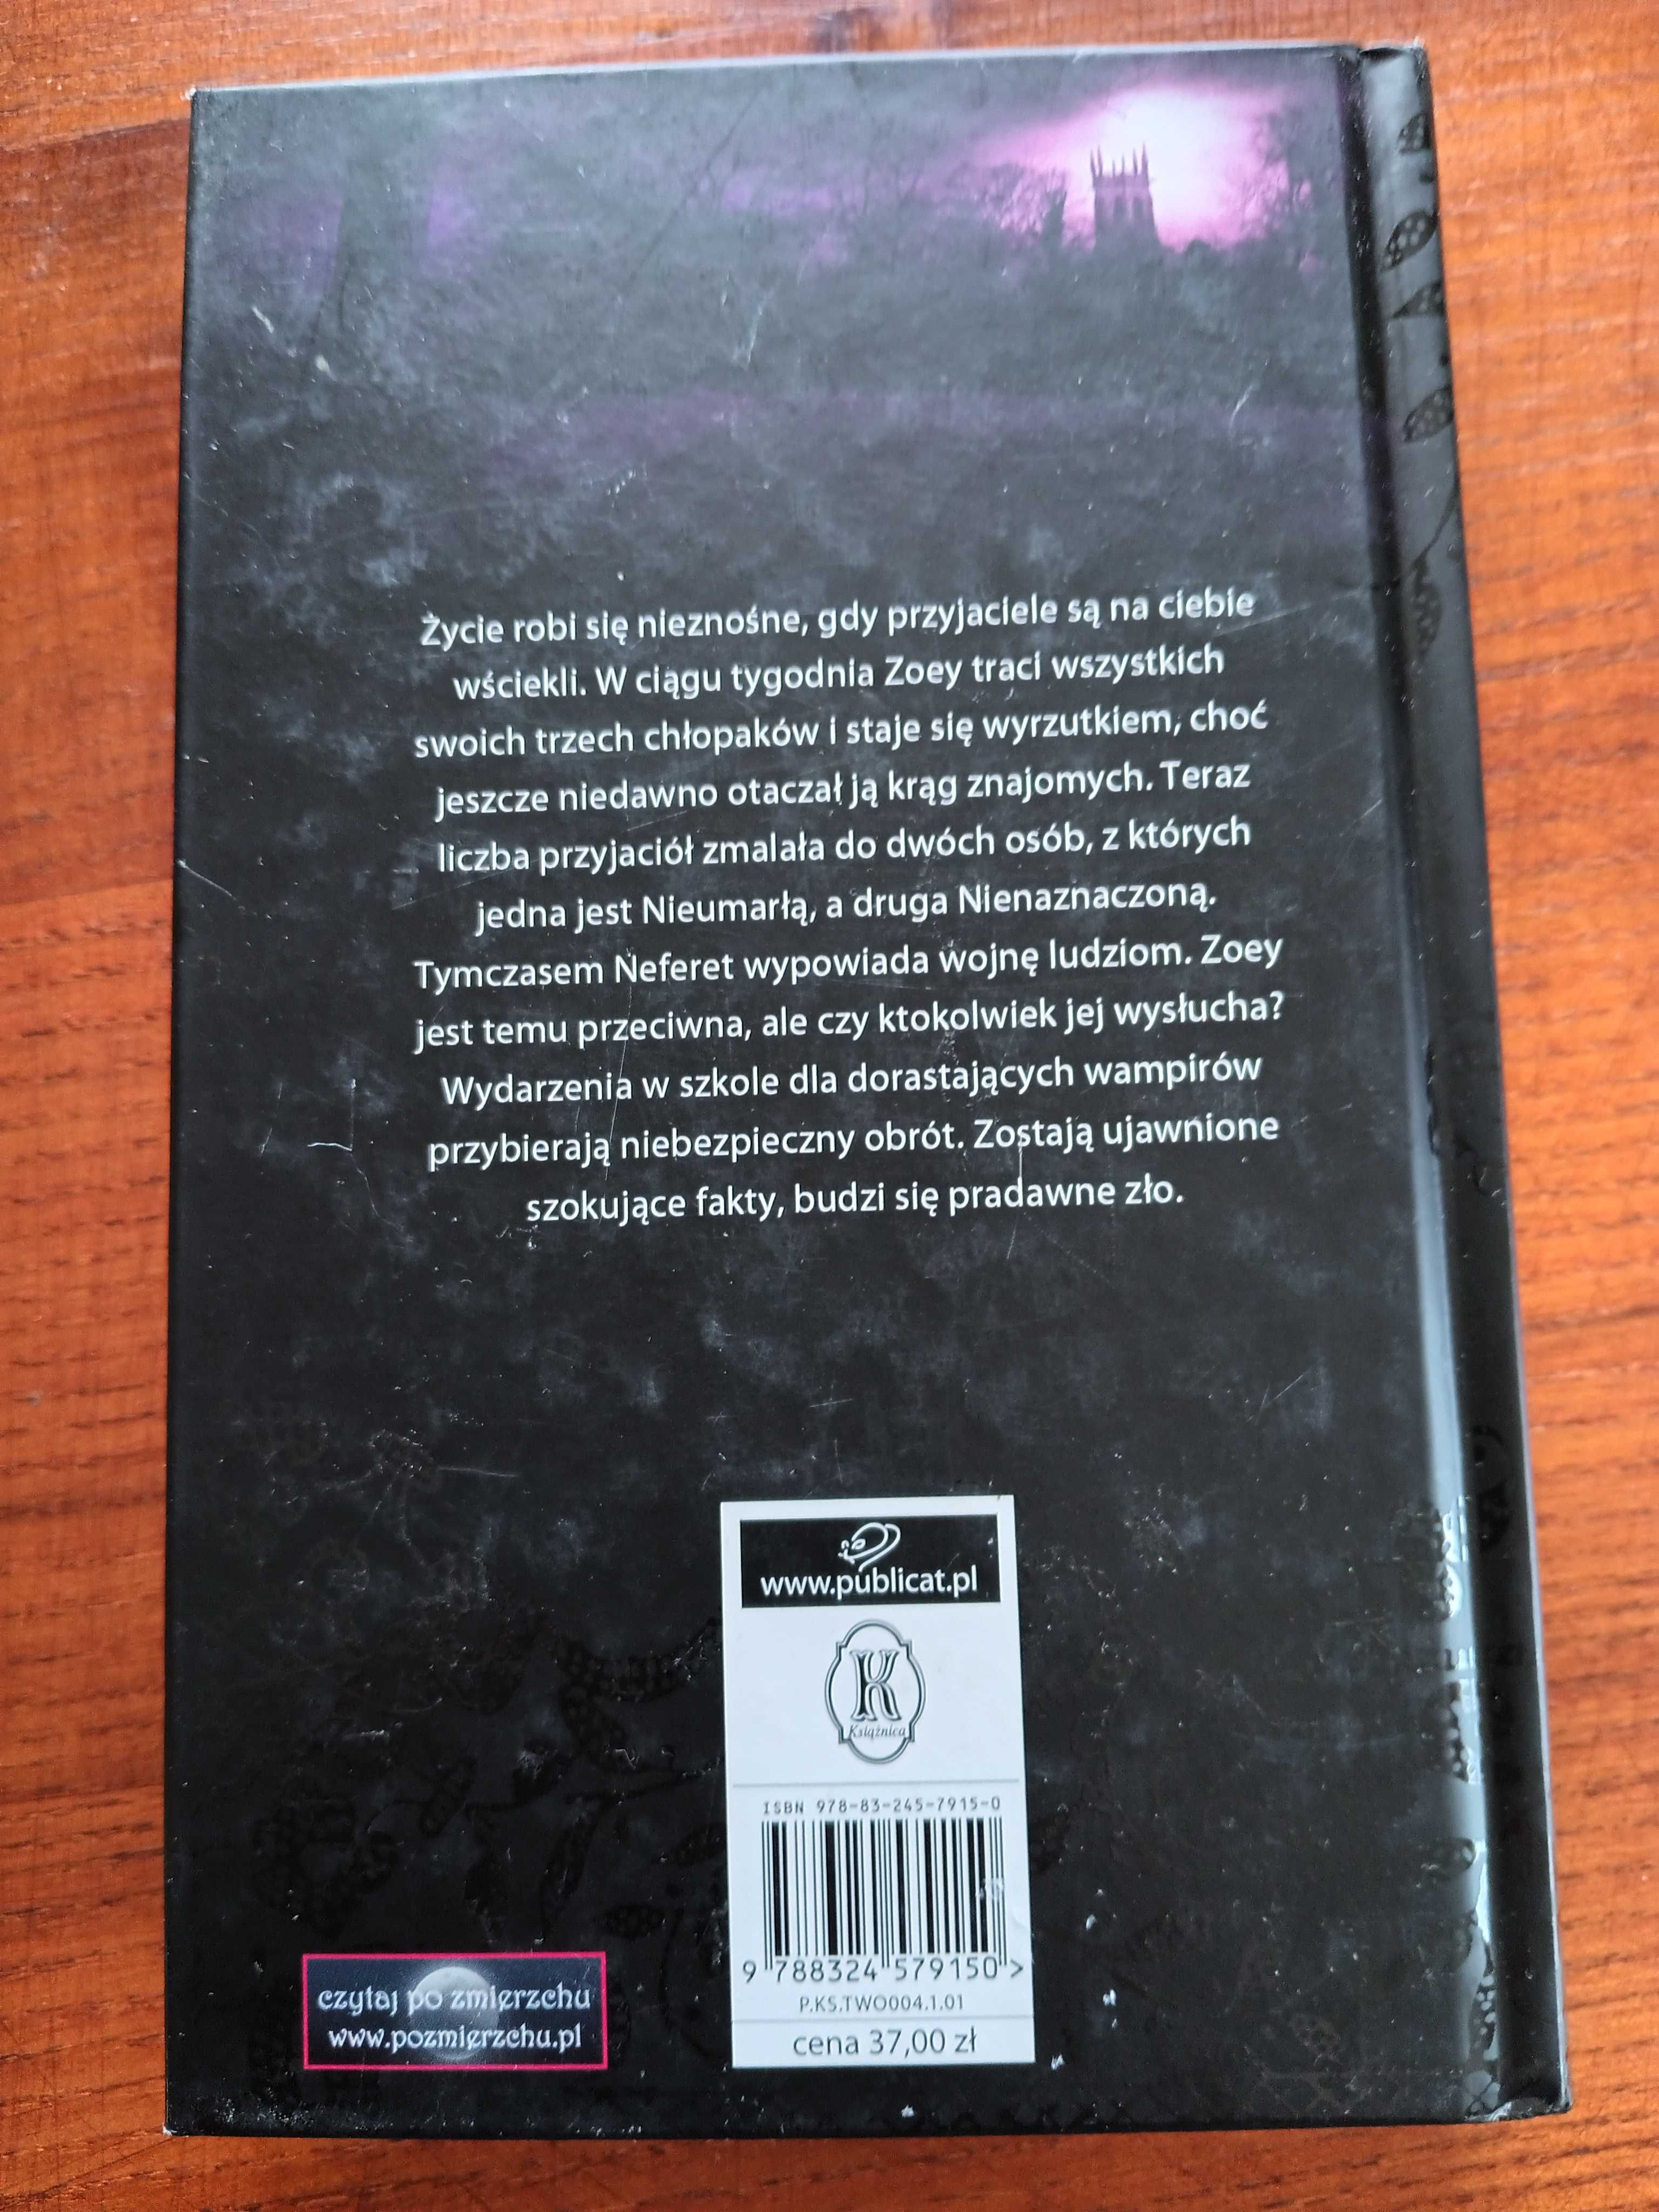 Życie robi się nieznośne, gdy przyjaciele są na ciebie
wściekli. W ciągu tygodnia Zoey traci wszystkich
swoich trzech chłopaków i staje się wyrzutkiem, choć
jeszcze niedawno otaczał ją krąg znajomych. Teraz
liczba przyjaciół zmalała do dwóch osób, z których
jedna jest Nieumarłą, a druga Nienaznaczoną.
Tymczasem Neferet wypowiada wojnę ludziom. Zoey
jest temu przeciwna, ale czy ktokolwiek jej wysłucha?
Wydarzenia w szkole dla dorastających wampirów
przybierają niebezpieczny obrót. Zostają ujawnione
szokujące fakty, budzi się pradawne zło.
www.publicat.pl
K
Książnica
ISBN 978-83-245-7915-0
9 788324 579150 >
P.KS.TWO004.1.01
cena 37,00 zł
czytaj po zmierzchu
www.pozmierzchu.pl